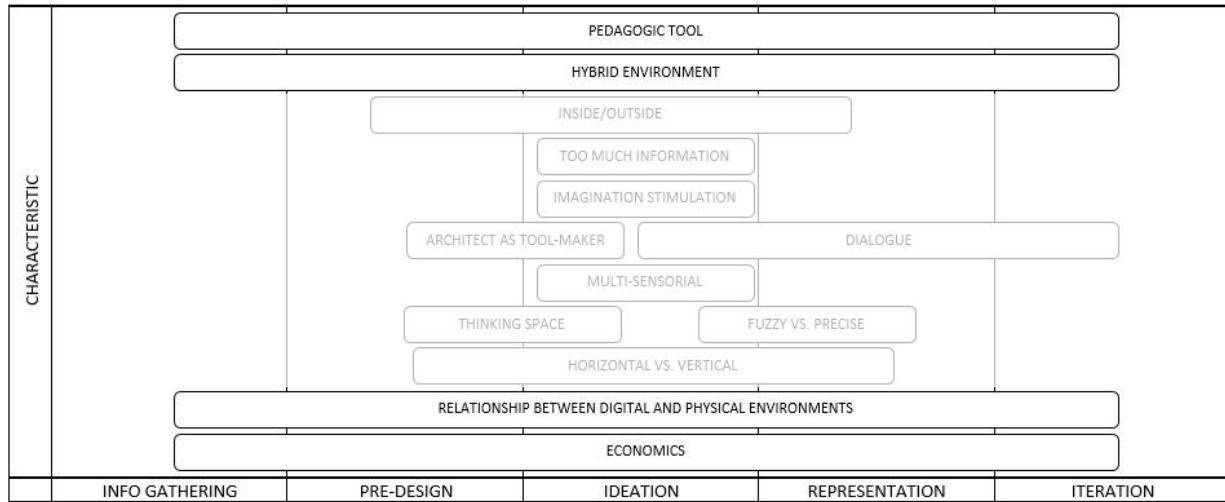 CHARACTERISTIC
PEDAGOGIC TOOL
HYBRID ENVIRONMENT
INSIDE/OUTSIDE
TOO MUCH INFORMATION
IMAGINATION STIMULATION
ARCHITECT AS TOOL-MAKER
DIALOGUE
MULTI-SENSORIAL
THINKING SPACE
FUZZY VS. PRECISE
HORIZONTAL VS. VERTICAL
RELATIONSHIP BETWEEN DIGITAL AND PHYSICAL ENVIRONMENTS
ECONOMICS
INFO GATHERING
PRE-DESIGN
IDEATION
REPRESENTATION
ITERATION